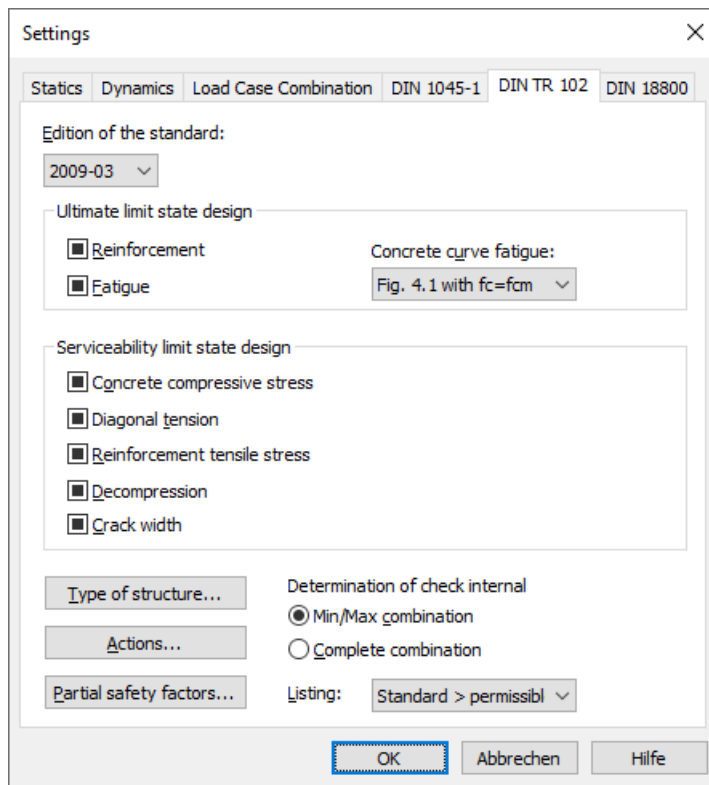 Settings
Statics Dynamics Load Case Combination DIN 1045-1 DIN TR 102 DIN 18800
Edition of the standard:
2009-03
Ultimate limit state design
Reinforcement
Concrete curve fatigue:
Fatigue
Fig. 4.1 with fc=fcm
Serviceability limit state design
Concrete compressive stress
Diagonal tension
Reinforcement tensile stress
Decompression
Crack width
Type of structure...
Determination of check internal
Min/Max combination
Actions...
Complete combination
Partial safety factors...
Listing:
Standard > permissibl
OK Abbrechen Hilfe